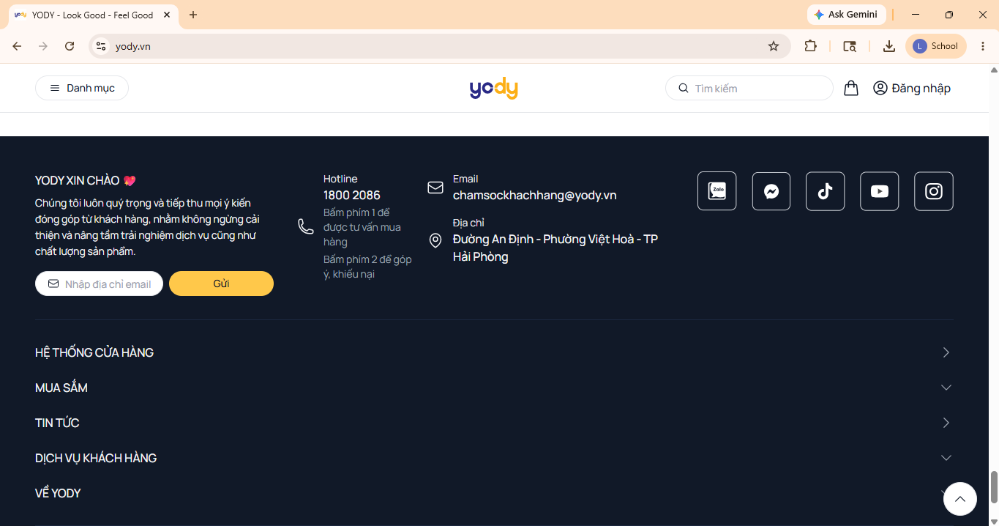 yody YODY - Look Good - Feel Good
Ask Gemini
yody.vn
L School
Danh mục
yody
Tìm kiếm
Đăng nhập
YODY XIN CHÀO 💖
Chúng tôi luôn quý trọng và tiếp thu mọi ý kiến
đóng góp từ khách hàng, nhằm không ngừng cải
thiện và nâng tầm trải nghiệm dịch vụ cũng như
chất lượng sản phẩm.
Nhập địa chỉ email
Gửi
Hotline
1800 2086
Bấm phím 1 để
được tư vấn mua
hàng
Bấm phím 2 để góp
ý, khiếu nại
Email
chamsockhachhang@yody.vn
Địa chỉ
Đường An Định - Phường Việt Hoà - TP
Hải Phòng
Zalo
HỆ THỐNG CỬA HÀNG
MUA SẮM
TIN TỨC
DỊCH VỤ KHÁCH HÀNG
VỀ YODY